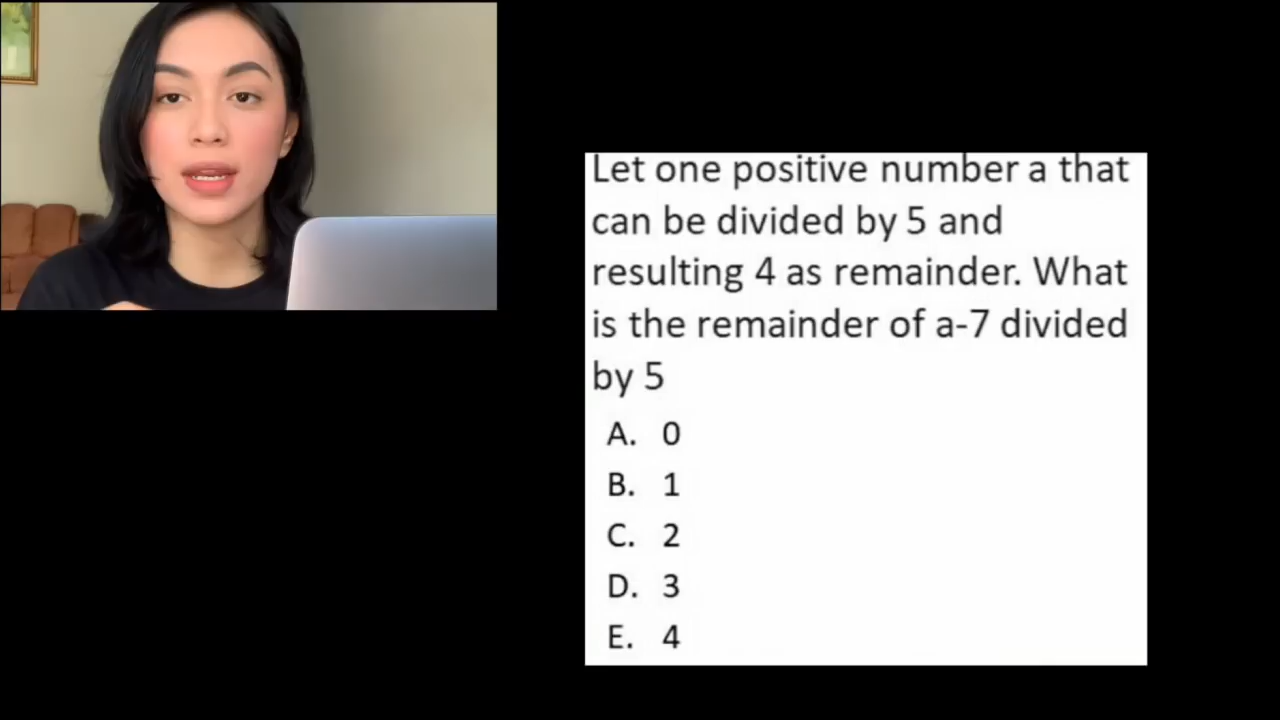 Let one positive number a that
can be divided by 5 and
resulting 4 as remainder. What
is the remainder of a-7 divided
by 5
A. 0
B. 1
C. 2
D. 3
E. 4